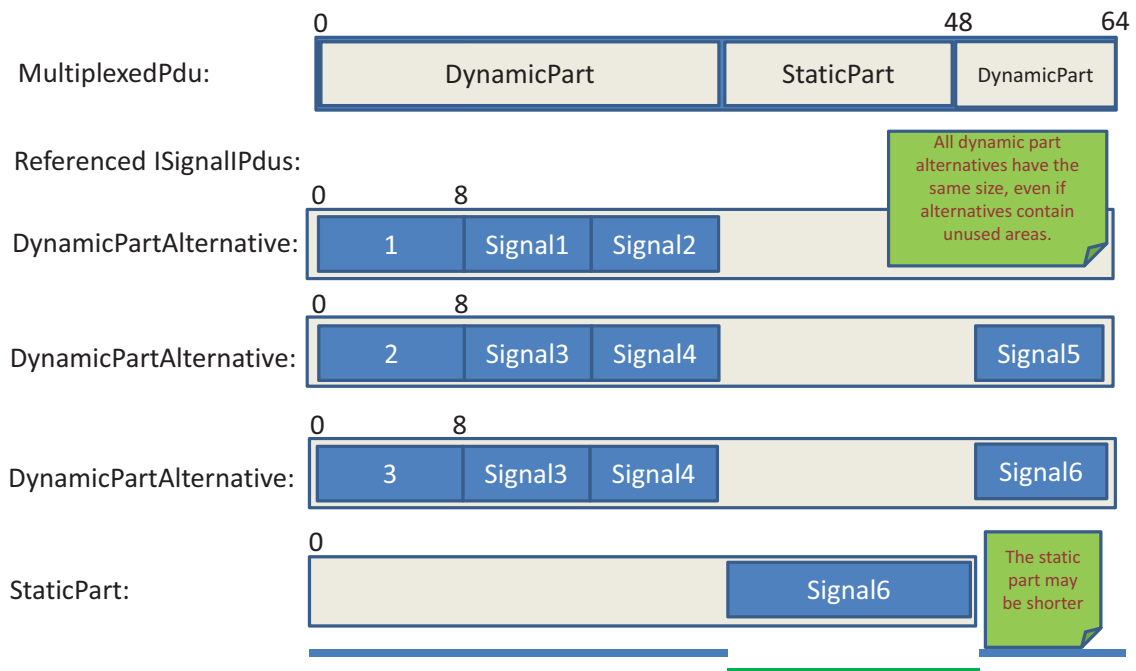 0 48 64
MultiplexedPdu: DynamicPart StaticPart DynamicPart
Referenced ISignalIPdus:
All dynamic part
alternatives have the
same size, even if
alternatives contain
unused areas.
0 8
DynamicPartAlternative: 1 Signal1 Signal2
0 8
DynamicPartAlternative: 2 Signal3 Signal4 Signal5
0 8
DynamicPartAlternative: 3 Signal3 Signal4 Signal6
0
StaticPart: Signal6
The static
part may
be shorter